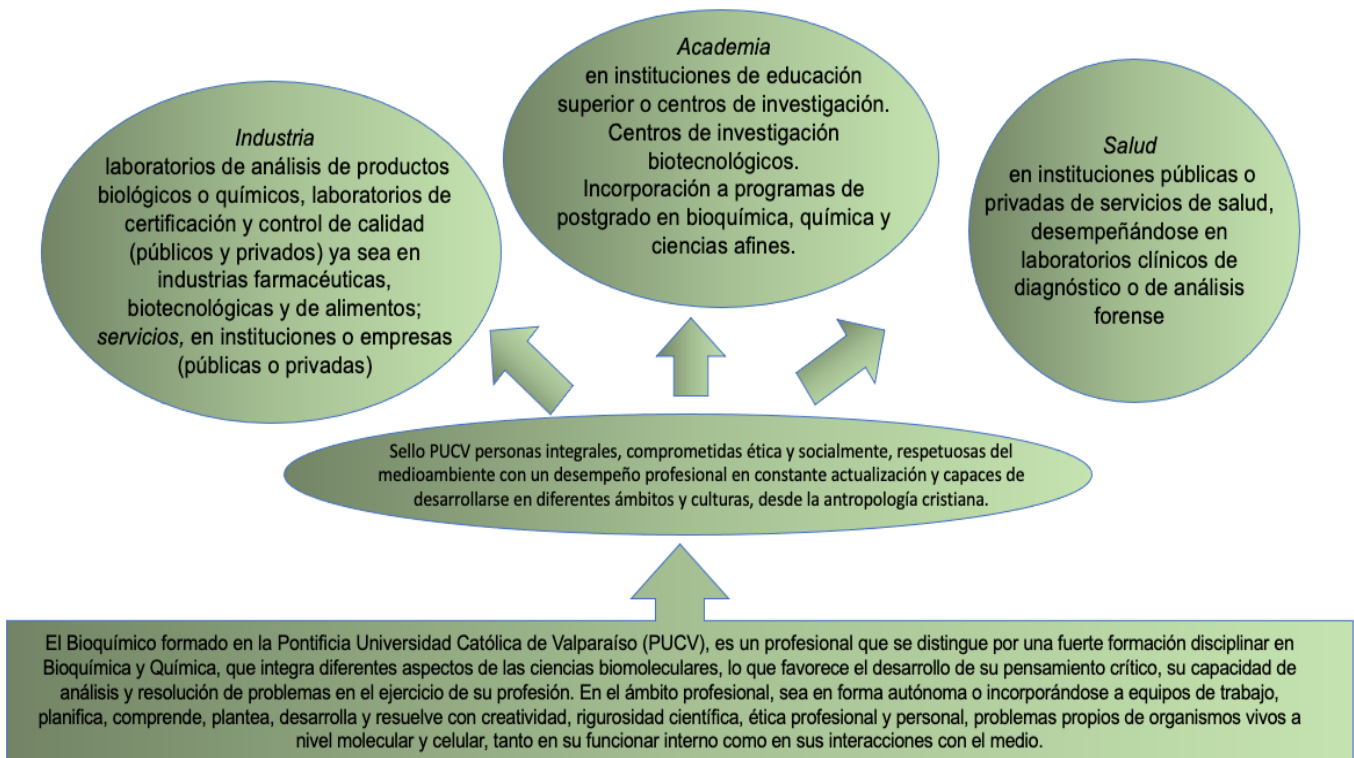 Industria
laboratorios de análisis de productos
biológicos o químicos, laboratorios de
certificación y control de calidad
(públicos y privados) ya sea en
industrias farmacéuticas,
biotecnológicas y de alimentos;
servicios, en instituciones o empresas
(públicas o privadas)
Academia
en instituciones de educación
superior o centros de investigación.
Centros de investigación
biotecnológicos.
Incorporación a programas de
postgrado en bioquímica, química y
ciencias afines.
Salud
en instituciones públicas o
privadas de servicios de salud,
desempeñándose en
laboratorios clínicos de
diagnóstico o de análisis
forense
Sello PUCV personas integrales, comprometidas ética y socialmente, respetuosas del
medioambiente con un desempeño profesional en constante actualización y capaces de
desarrollarse en diferentes ámbitos y culturas, desde la antropología cristiana.
El Bioquímico formado en la Pontificia Universidad Católica de Valparaíso (PUCV), es un profesional que se distingue por una fuerte formación disciplinar en
Bioquímica y Química, que integra diferentes aspectos de las ciencias biomoleculares, lo que favorece el desarrollo de su pensamiento crítico, su capacidad de
análisis y resolución de problemas en el ejercicio de su profesión. En el ámbito profesional, sea en forma autónoma o incorporándose a equipos de trabajo,
planifica, comprende, plantea, desarrolla y resuelve con creatividad, rigurosidad científica, ética profesional y personal, problemas propios de organismos vivos a
nivel molecular y celular, tanto en su funcionar interno como en sus interacciones con el medio.